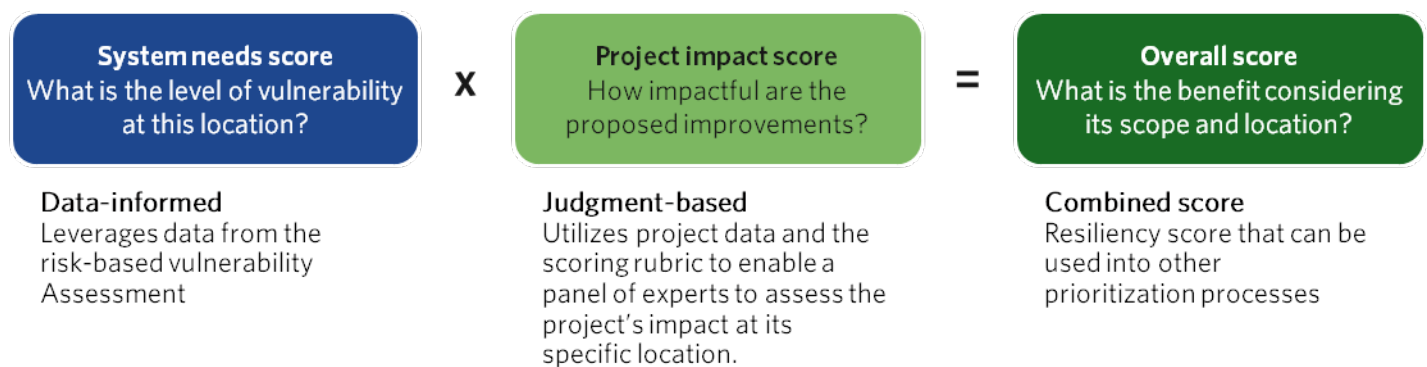 System needs score
What is the level of vulnerability
at this location?
x
Project impact score
How impactful are the
proposed improvements?
=
Overall score
What is the benefit considering
its scope and location?
Data-informed
Leverages data from the
risk-based vulnerability
Assessment
Judgment-based
Utilizes project data and the
scoring rubric to enable a
panel of experts to assess the
project's impact at its
specific location.
Combined score
Resiliency score that can be
used into other
prioritization processes